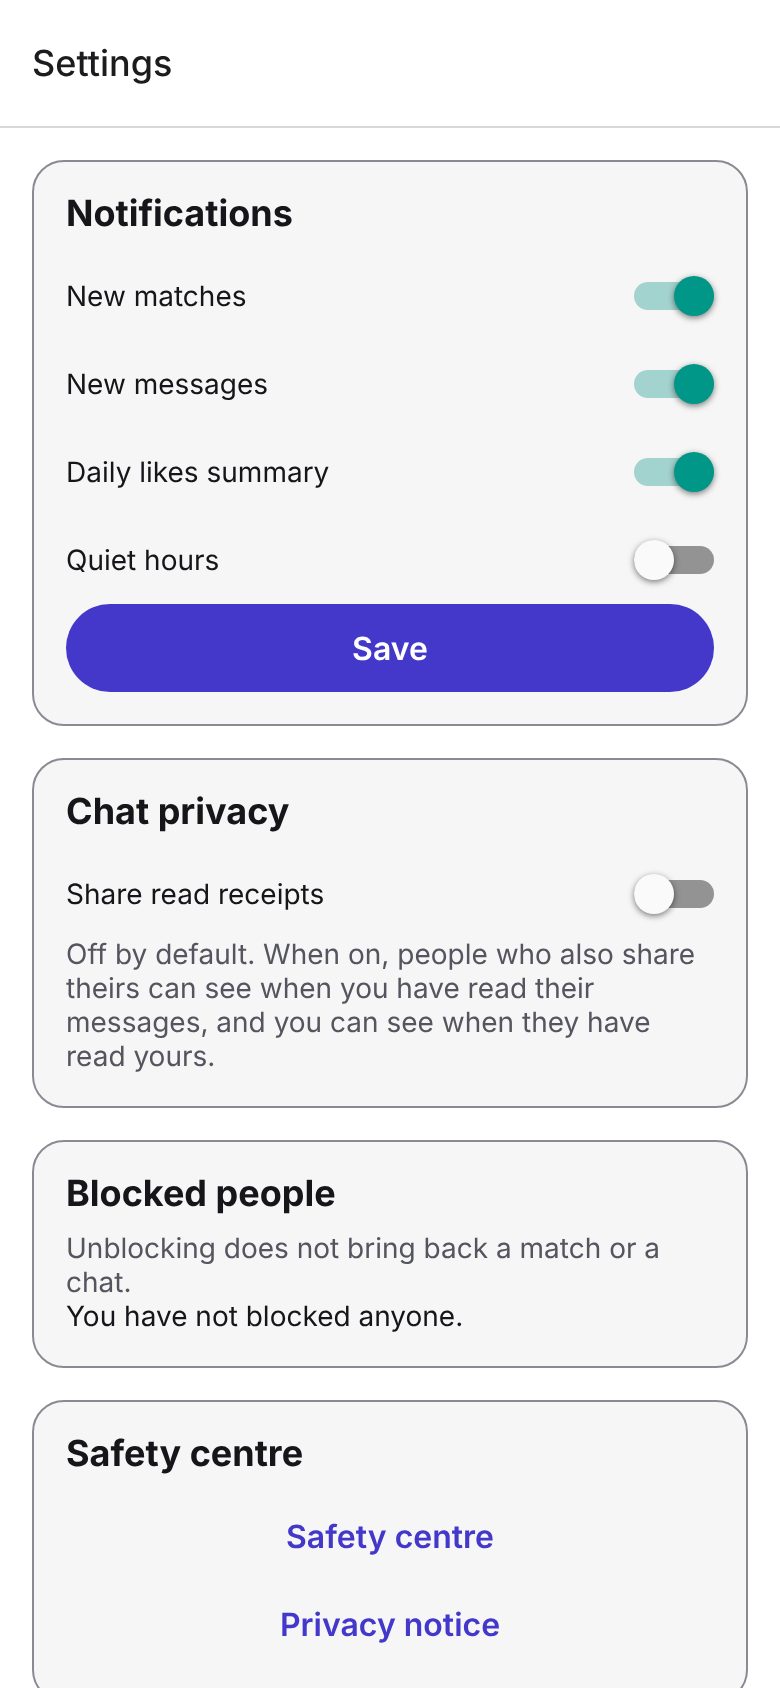 Settings
Notifications
New matches
New messages
Daily likes summary
Quiet hours
Save
Chat privacy
Share read receipts
Off by default. When on, people who also share
theirs can see when you have read their
messages, and you can see when they have
read yours.
Blocked people
Unblocking does not bring back a match or a
chat.
You have not blocked anyone.
Safety centre
Safety centre
Privacy notice